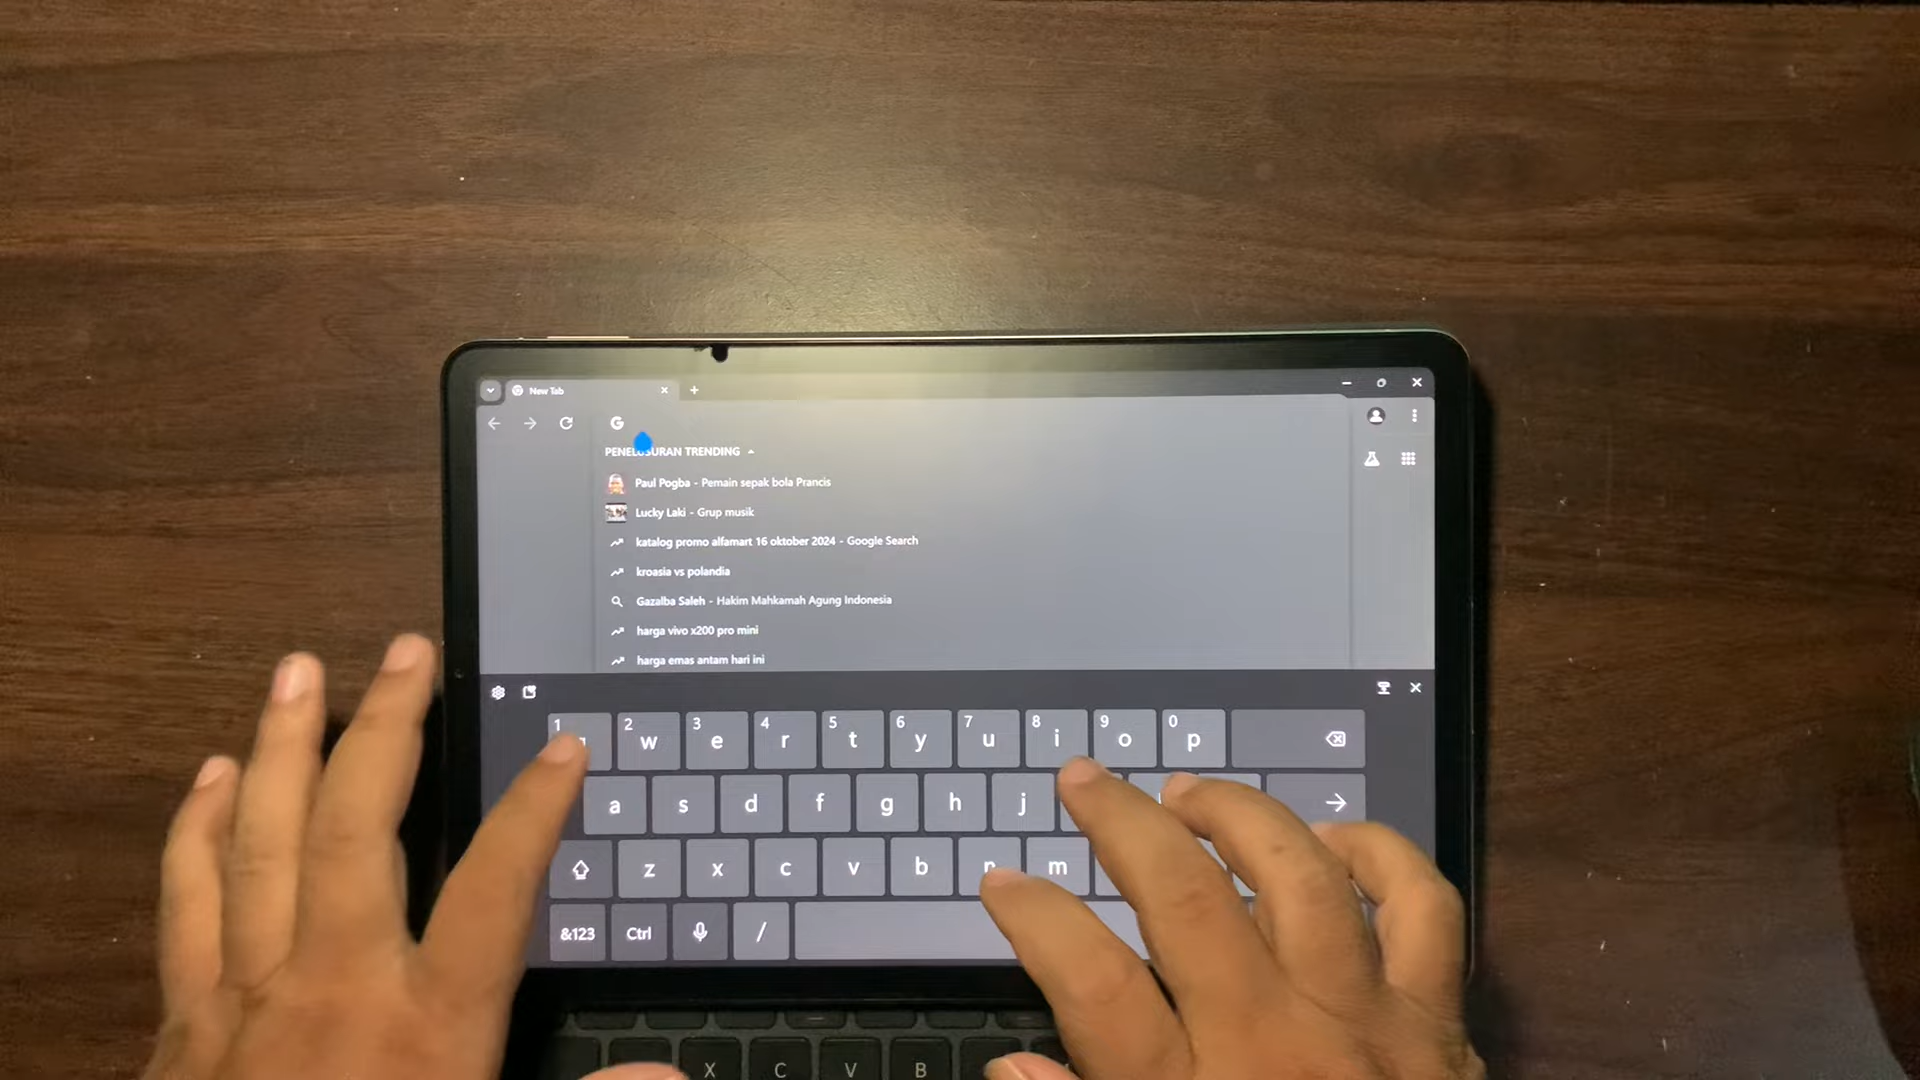 New Tab
G
PENELUSURAN TRENDING
Paul Pogba - Pemain sepak bola Prancis
Lucky Laki - Grup musik
katalog promo alfamart 16 oktober 2024 - Google Search
kroasia vs polandia
Gazalba Saleh - Hakim Mahkamah Agung Indonesia
harga vivo x200 pro mini
harga emas antam hari ini
1 2 3 4 5 6 7 8 9 0
w e r t y u i o p
a s d f g h j
z x c v b n m
&123 Ctrl /
X C V B